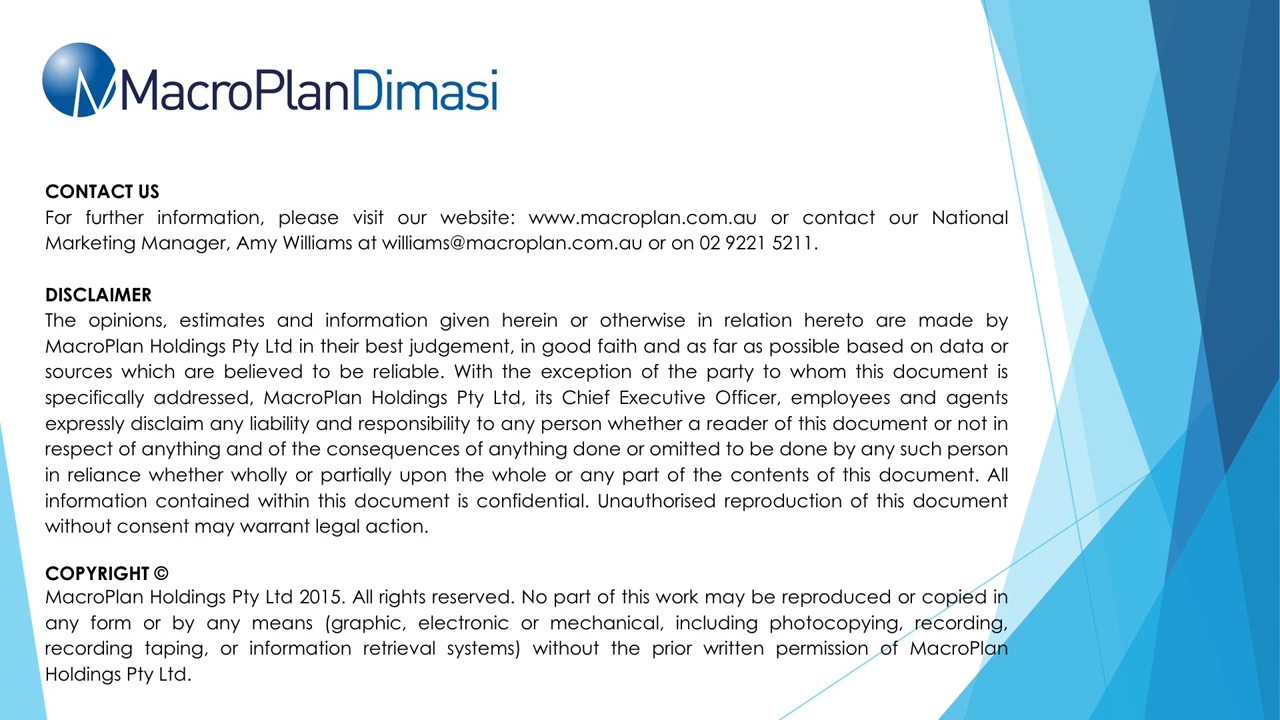 MacroPlanDimasi
CONTACT US
For further information, please visit our website: www.macroplan.com.au or contact our National
Marketing Manager, Amy Williams at williams@macroplan.com.au or on 02 9221 5211.
DISCLAIMER
The opinions, estimates and information given herein or otherwise in relation hereto are made by
MacroPlan Holdings Pty Ltd in their best judgement, in good faith and as far as possible based on data or
sources which are believed to be reliable. With the exception of the party to whom this document is
specifically addressed, MacroPlan Holdings Pty Ltd, its Chief Executive Officer, employees and agents
expressly disclaim any liability and responsibility to any person whether a reader of this document or not in
respect of anything and of the consequences of anything done or omitted to be done by any such person
in reliance whether wholly or partially upon the whole or any part of the contents of this document. All
information contained within this document is confidential. Unauthorised reproduction of this document
without consent may warrant legal action.
COPYRIGHT ©
MacroPlan Holdings Pty Ltd 2015. All rights reserved. No part of this work may be reproduced or copied in
any form or by any means (graphic, electronic or mechanical, including photocopying, recording,
recording taping, or information retrieval systems) without the prior written permission of MacroPlan
Holdings Pty Ltd.